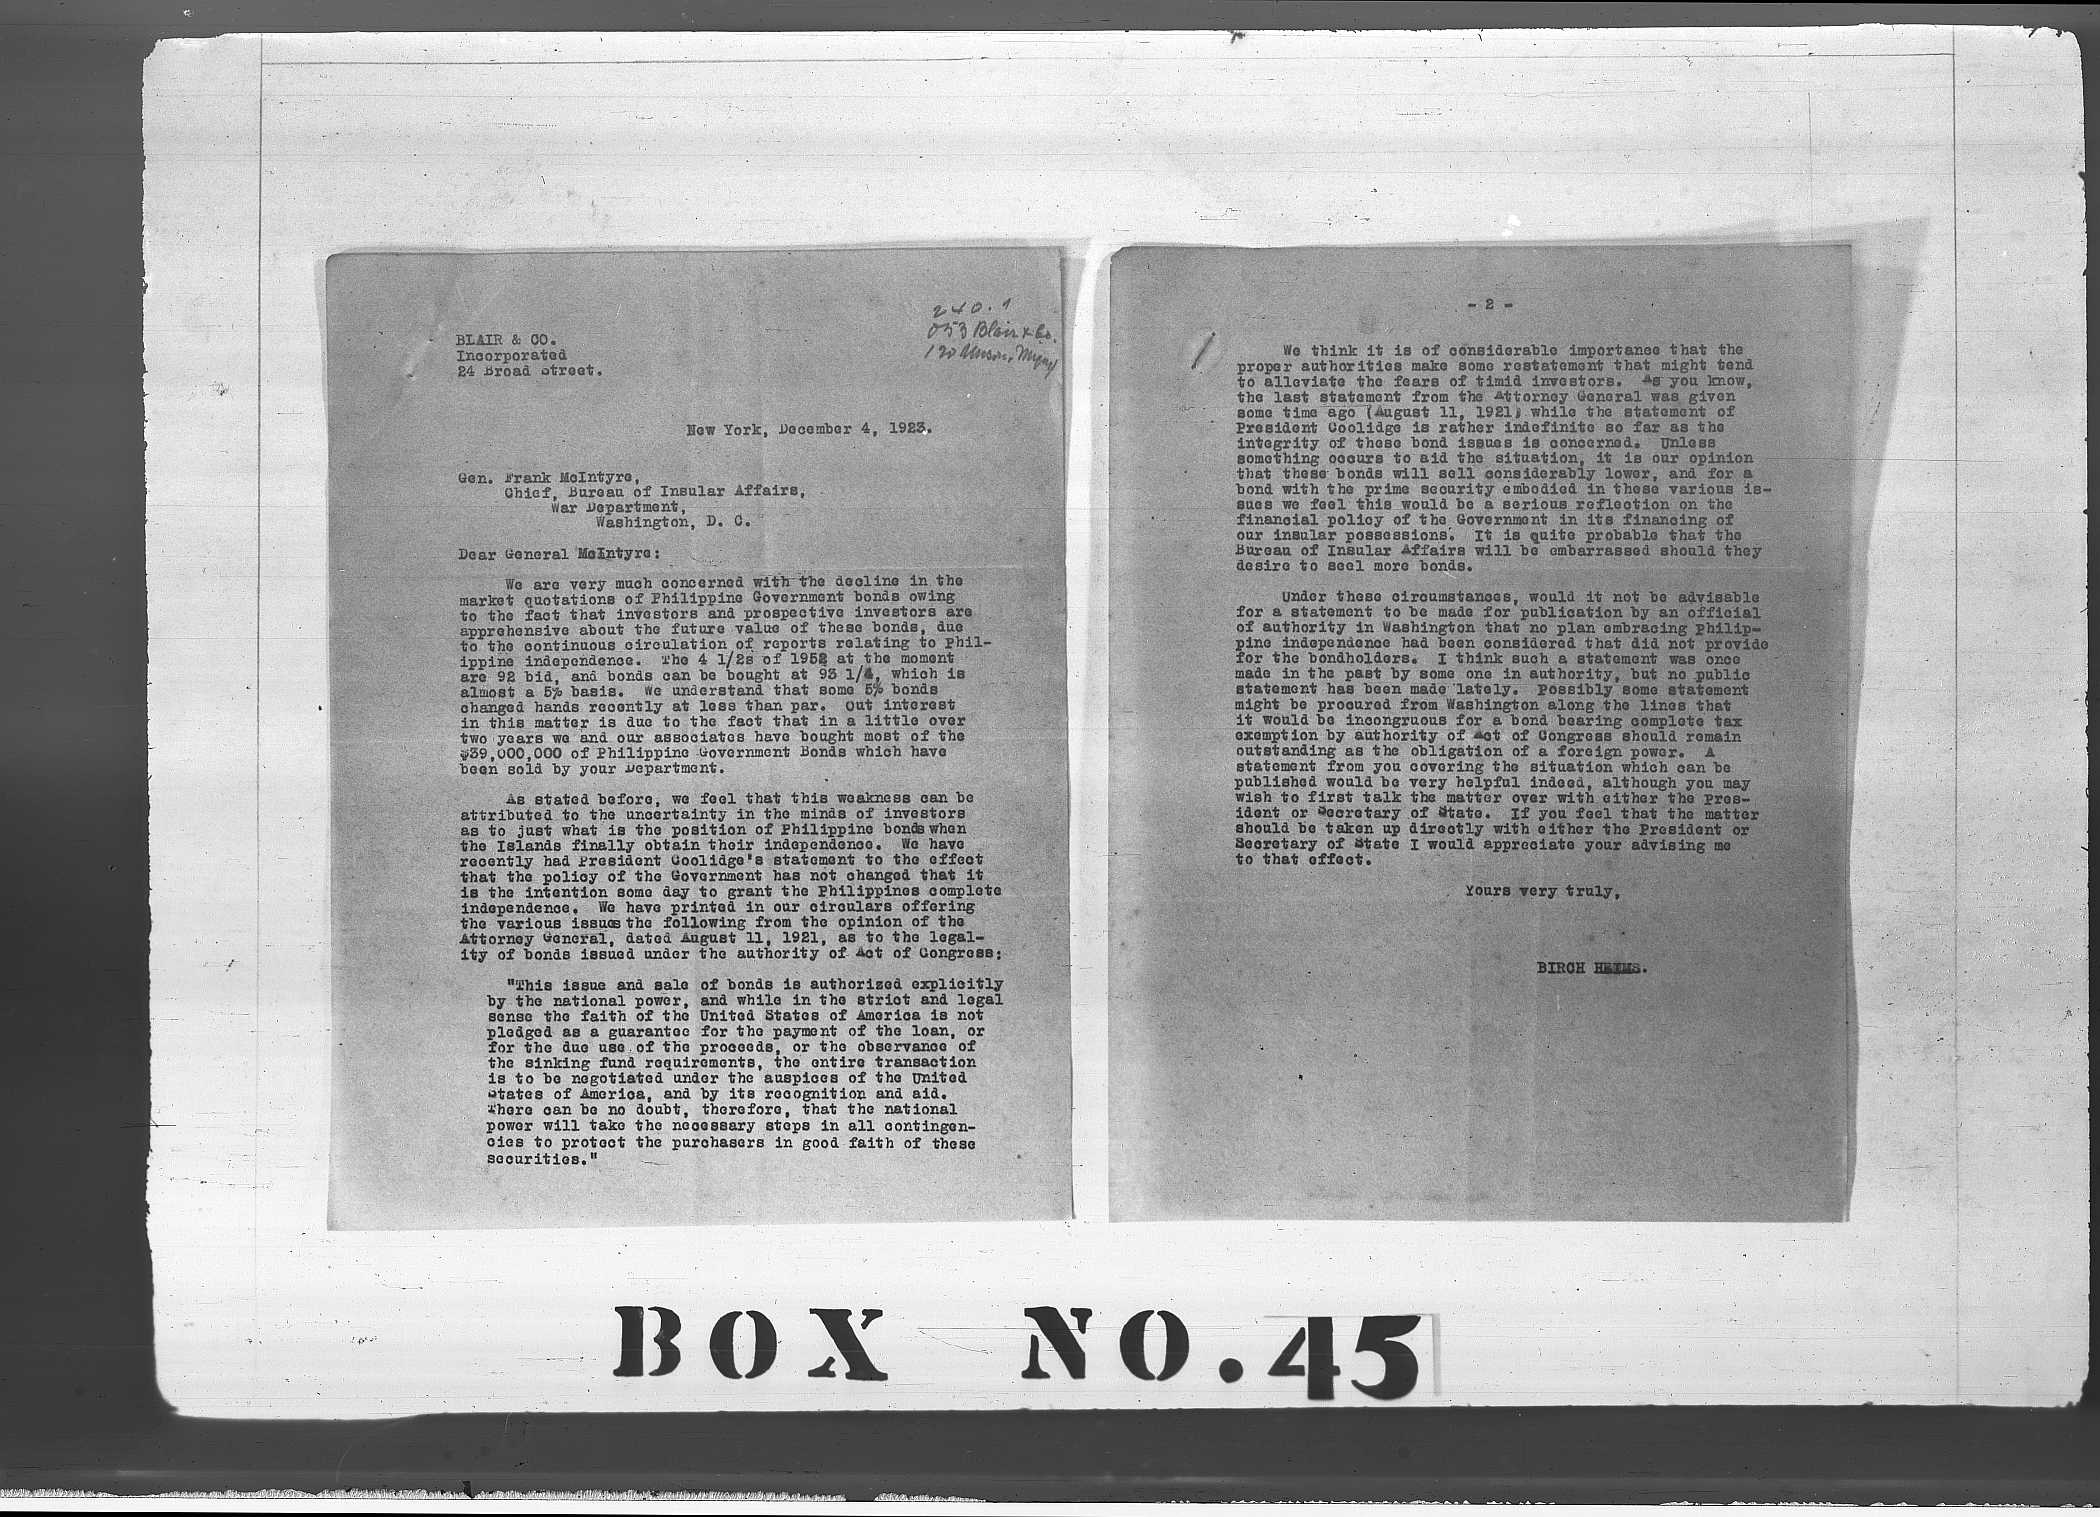 240.1
053 Blair & Co.
120
BLAIR & CO.
Incorporated
24 Broad Street.
New York, December 4, 1923.
Gen. Frank McIntyre,
Chief, Bureau of Insular Affairs,
War Department,
Washington, D. C.
Dear General McIntyre:
We are very much concerned with the decline in the
market quotations of Philippine Government bonds owing
to the fact that investors and prospective investors are
apprehensive about the future value of these bonds, due
to the continuous circulation of reports relating to Phil-
ippine independence. The 4 1/2s of 1952 at the moment
are 92 bid, and bonds can be bought at 93 1/4, which is
almost a 5% basis. We understand that some 5% bonds
changed hands recently at less than par. Out interest
in this matter is due to the fact that in a little over
two years we and our associates have bought most of the
$39,000,000 of Philippine Government Bonds which have
been sold by your Department.
As stated before, we feel that this weakness can be
attributed to the uncertainty in the minds of investors
as to just what is the position of Philippine bonds when
the Islands finally obtain their independence. We have
recently had President Coolidge's statement to the effect
that the policy of the Government has not changed that it
is the intention some day to grant the Philippines complete
independence. We have printed in our circulars offering
the various issues the following from the opinion of the
Attorney General, dated August 11, 1921, as to the legal-
ity of bonds issued under the authority of Act of Congress:
"This issue and sale of bonds is authorized explicitly
by the national power, and while in the strict and legal
sense the faith of the United States of America is not
pledged as a guarantee for the payment of the loan, or
for the due use of the proceeds, or the observance of
the sinking fund requirements, the entire transaction
is to be negotiated under the auspices of the United
States of America, and by its recognition and aid.
There can be no doubt, therefore, that the national
power will take the necessary steps in all contingen-
cies to protect the purchasers in good faith of these
securities."
- 2 -
We think it is of considerable importance that the
proper authorities make some restatement that might tend
to alleviate the fears of timid investors. As you know,
the last statement from the Attorney General was given
some time ago (August 11, 1921) while the statement of
President Coolidge is rather indefinite so far as the
integrity of these bond issues is concerned. Unless
something occurs to aid the situation, it is our opinion
that these bonds will sell considerably lower, and for a
bond with the prime security embodied in these various is-
sues we feel this would be a serious reflection on the
financial policy of the Government in its financing of
our insular possessions. It is quite probable that the
Bureau of Insular Affairs will be embarrassed should they
desire to seel more bonds.
Under these circumstances, would it not be advisable
for a statement to be made for publication by an official
of authority in Washington that no plan embracing Philip-
pine independence had been considered that did not provide
for the bondholders. I think such a statement was once
made in the past by some one in authority, but no public
statement has been made lately. Possibly some statement
might be procured from Washington along the lines that
it would be incongruous for a bond bearing complete tax
exemption by authority of Act of Congress should remain
outstanding as the obligation of a foreign power. A
statement from you covering the situation which can be
published would be very helpful indeed, although you may
wish to first talk the matter over with either the Pres-
ident or Secretary of State. If you feel that the matter
should be taken up directly with either the President or
Secretary of State I would appreciate your advising me
to that effect.
Yours very truly,
BIRCH HELMS.
BOX NO. 45